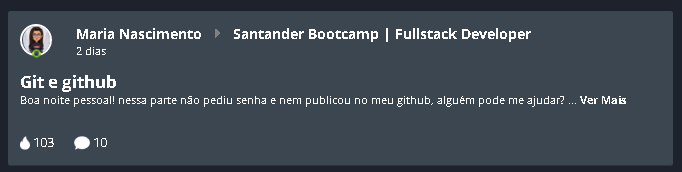 Maria Nascimento Santander Bootcamp | Fullstack Developer
2 dias
Git e github
Boa noite pessoal! nessa parte não pediu senha e nem publicou no meu github, alguém pode me ajudar? ... Ver Mais
103 10